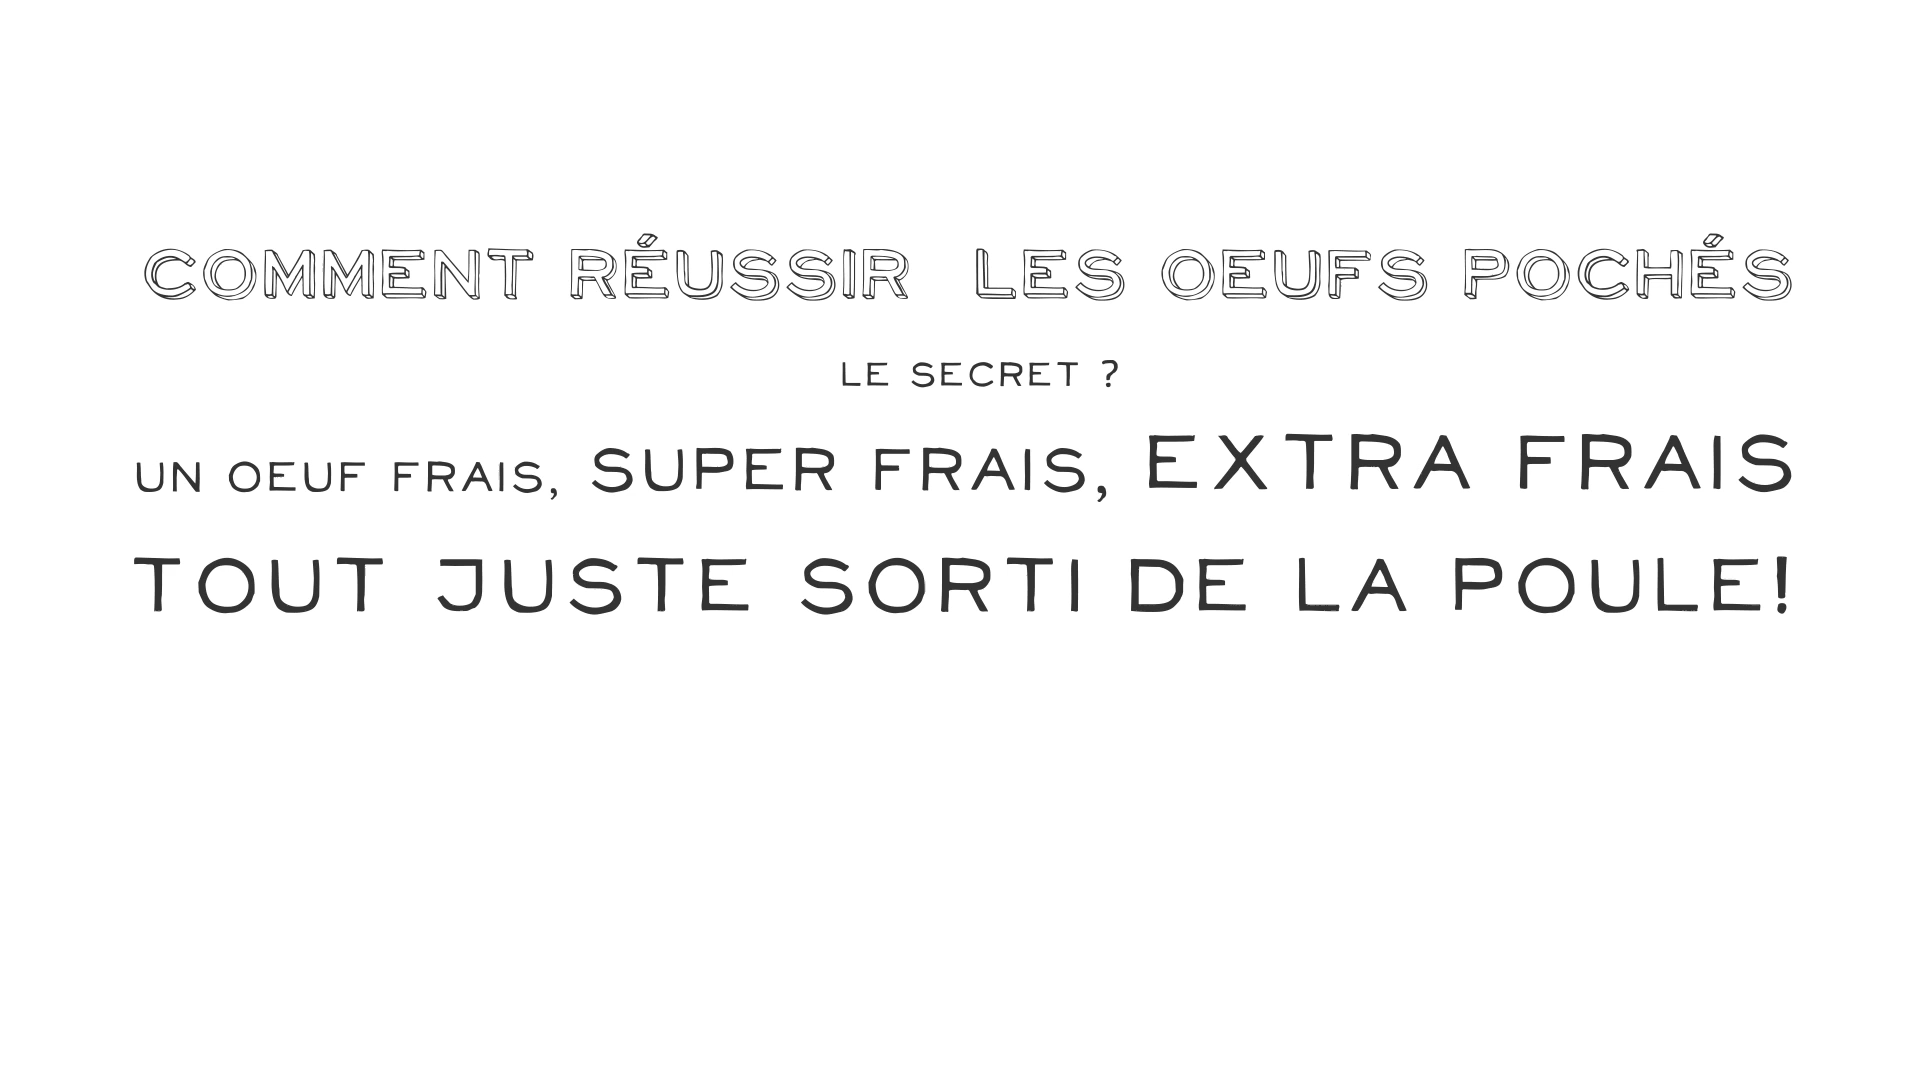 COMMENT RÉUSSIR LES OEUFS POCHÉS
LE SECRET ?
UN OEUF FRAIS, SUPER FRAIS, EXTRA FRAIS
TOUT JUSTE SORTI DE LA POULE!